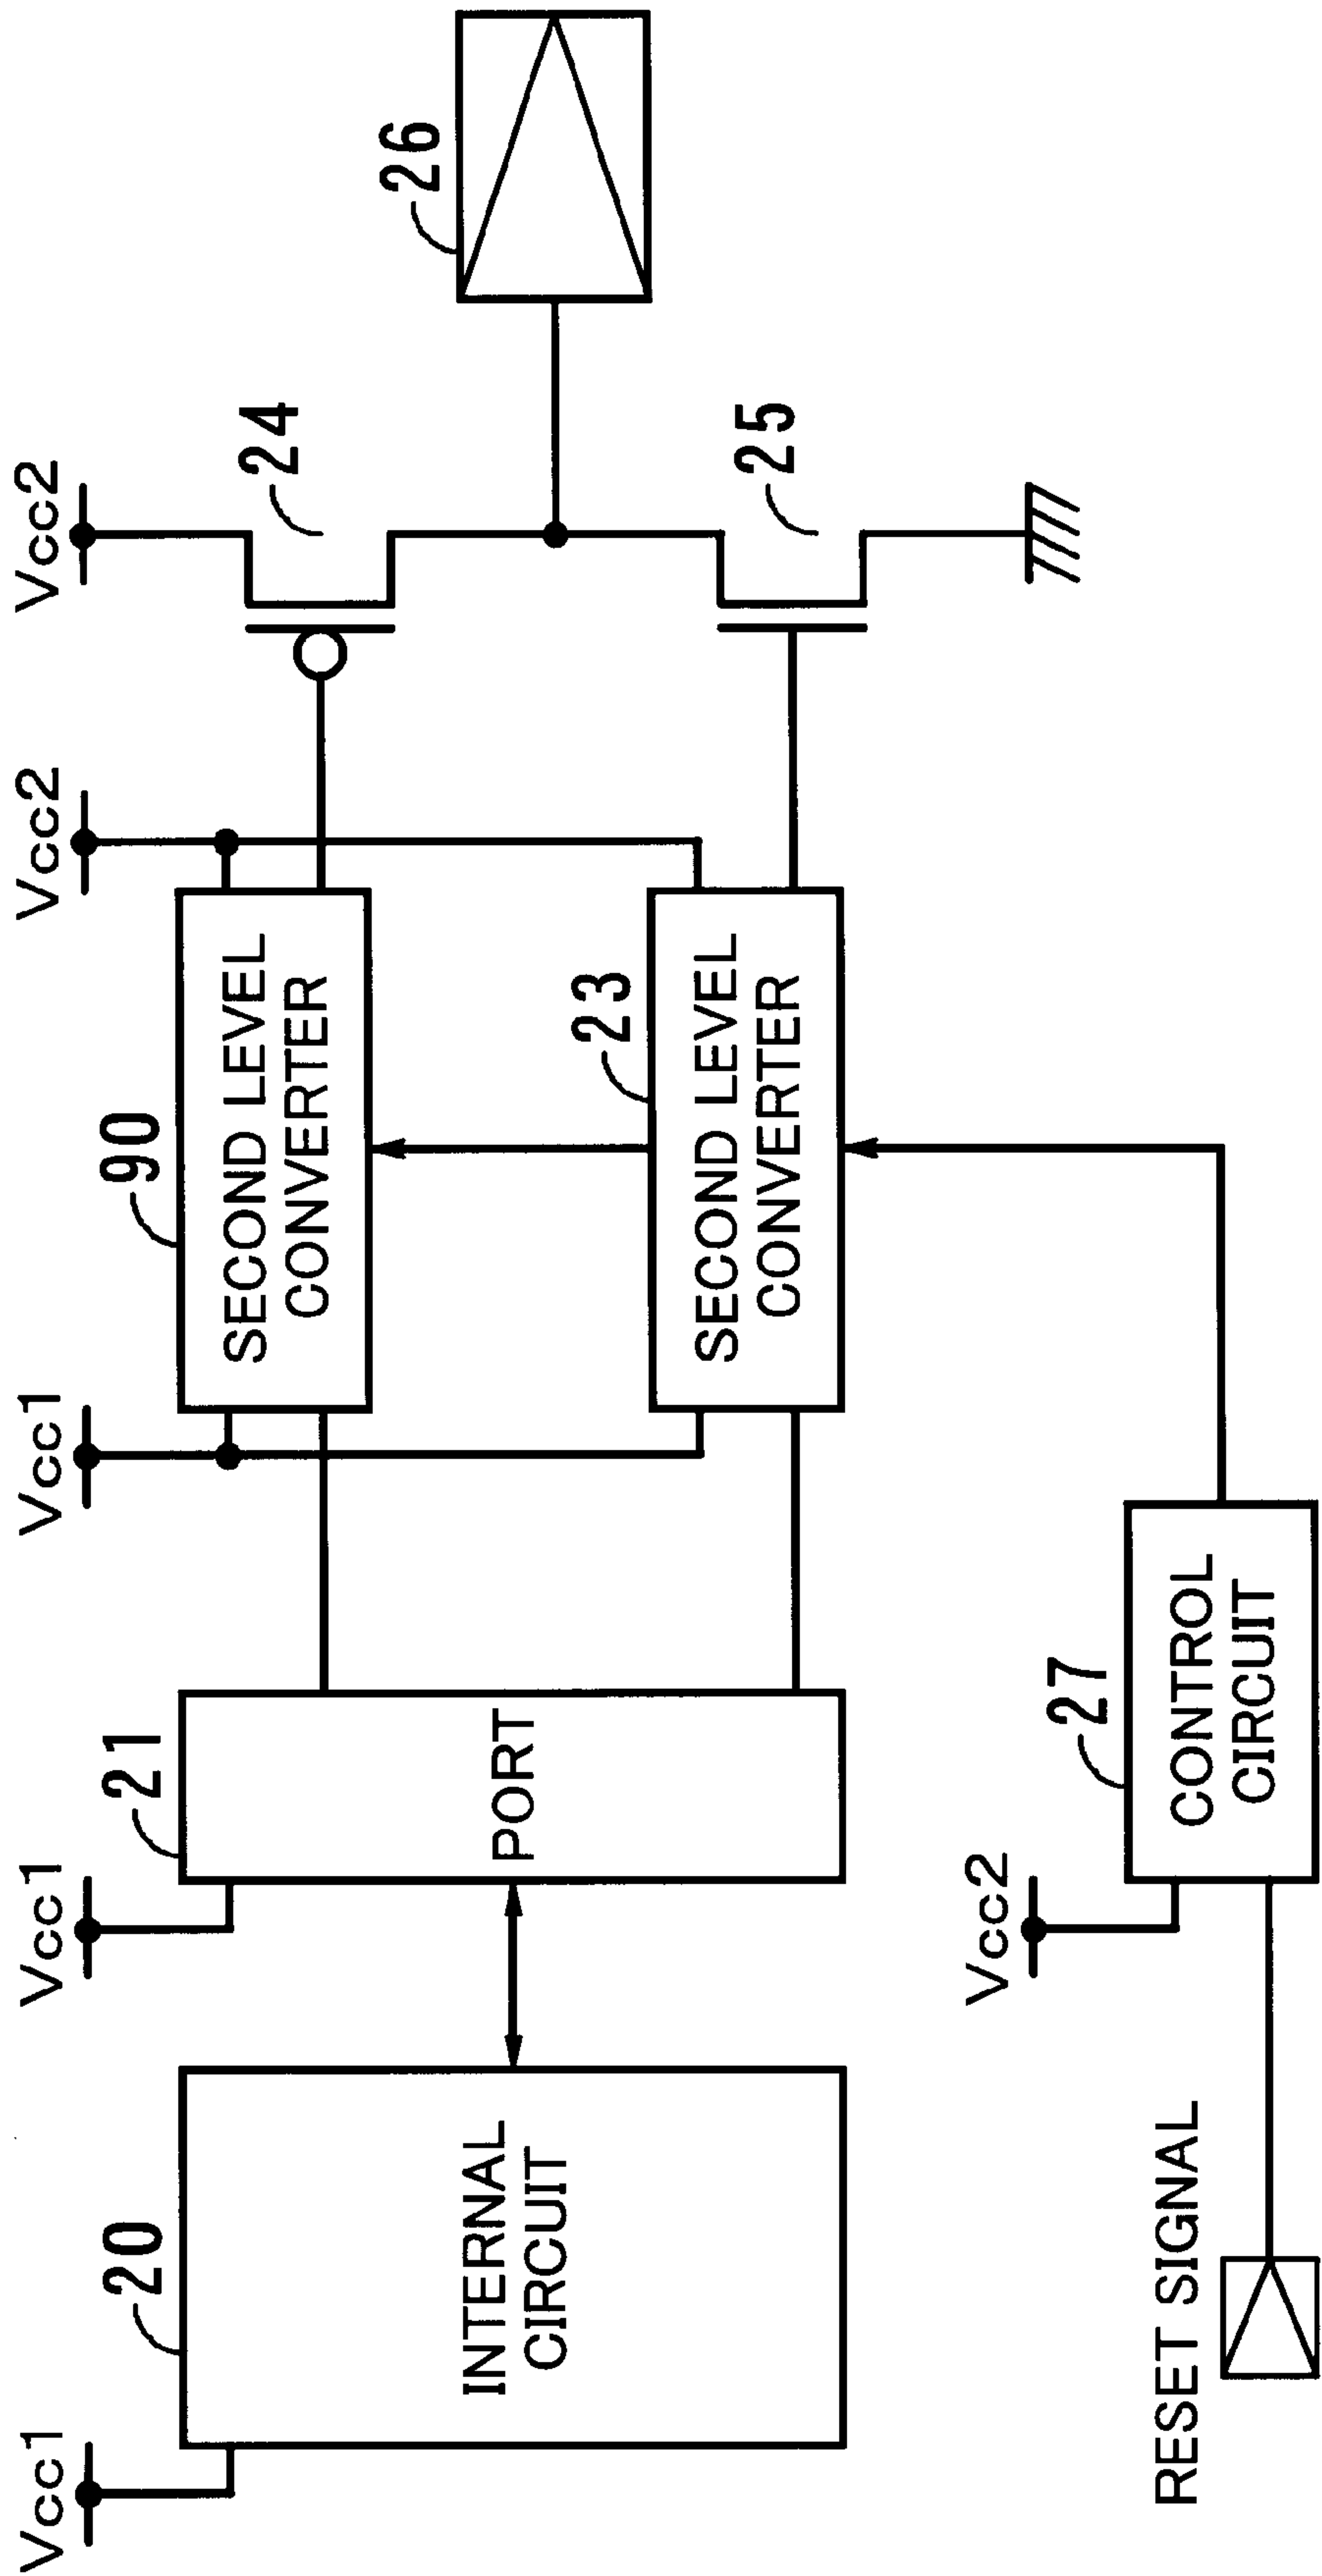 Vcc1
20
INTERNAL
CIRCUIT
Vcc1
21
PORT
Vcc1
90
SECOND LEVEL
CONVERTER
23
SECOND LEVEL
CONVERTER
Vcc2
Vcc2
24
25
26
RESET SIGNAL
Vcc2
27
CONTROL
CIRCUIT